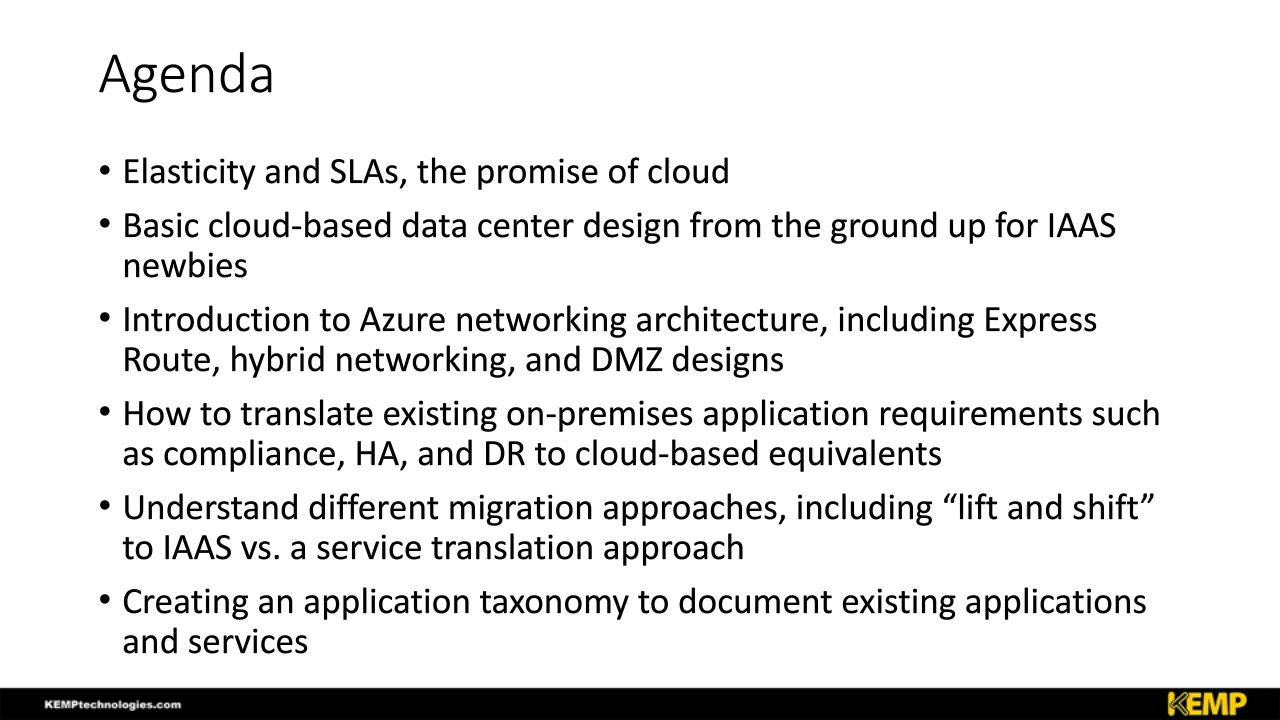 Agenda
• Elasticity and SLAs, the promise of cloud
• Basic cloud-based data center design from the ground up for IAAS
newbies
• Introduction to Azure networking architecture, including Express
Route, hybrid networking, and DMZ designs
• How to translate existing on-premises application requirements such
as compliance, HA, and DR to cloud-based equivalents
• Understand different migration approaches, including “lift and shift”
to IAAS vs. a service translation approach
• Creating an application taxonomy to document existing applications
and services
KEMPtechnologies.com
KEMP